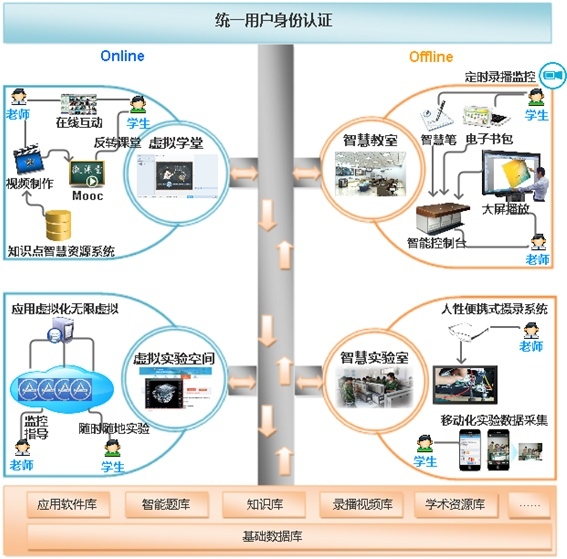 统一用户身份认证
Online
Offline
老师
在线互动
学生
反转课堂
视频制作
Mooc
微课堂
知识点智慧资源系统
虚拟学堂
智慧教室
定时录播监控
学生
智慧笔
电子书包
大屏播放
智能控制台
老师
应用虚拟化无限虚拟
监控
指导
随时随地实验
老师
学生
虚拟实验空间
智慧实验室
人性便携式摄录系统
老师
移动化实验数据采集
学生
应用软件库
智能题库
知识库
录播视频库
学术资源库
……
基础数据库